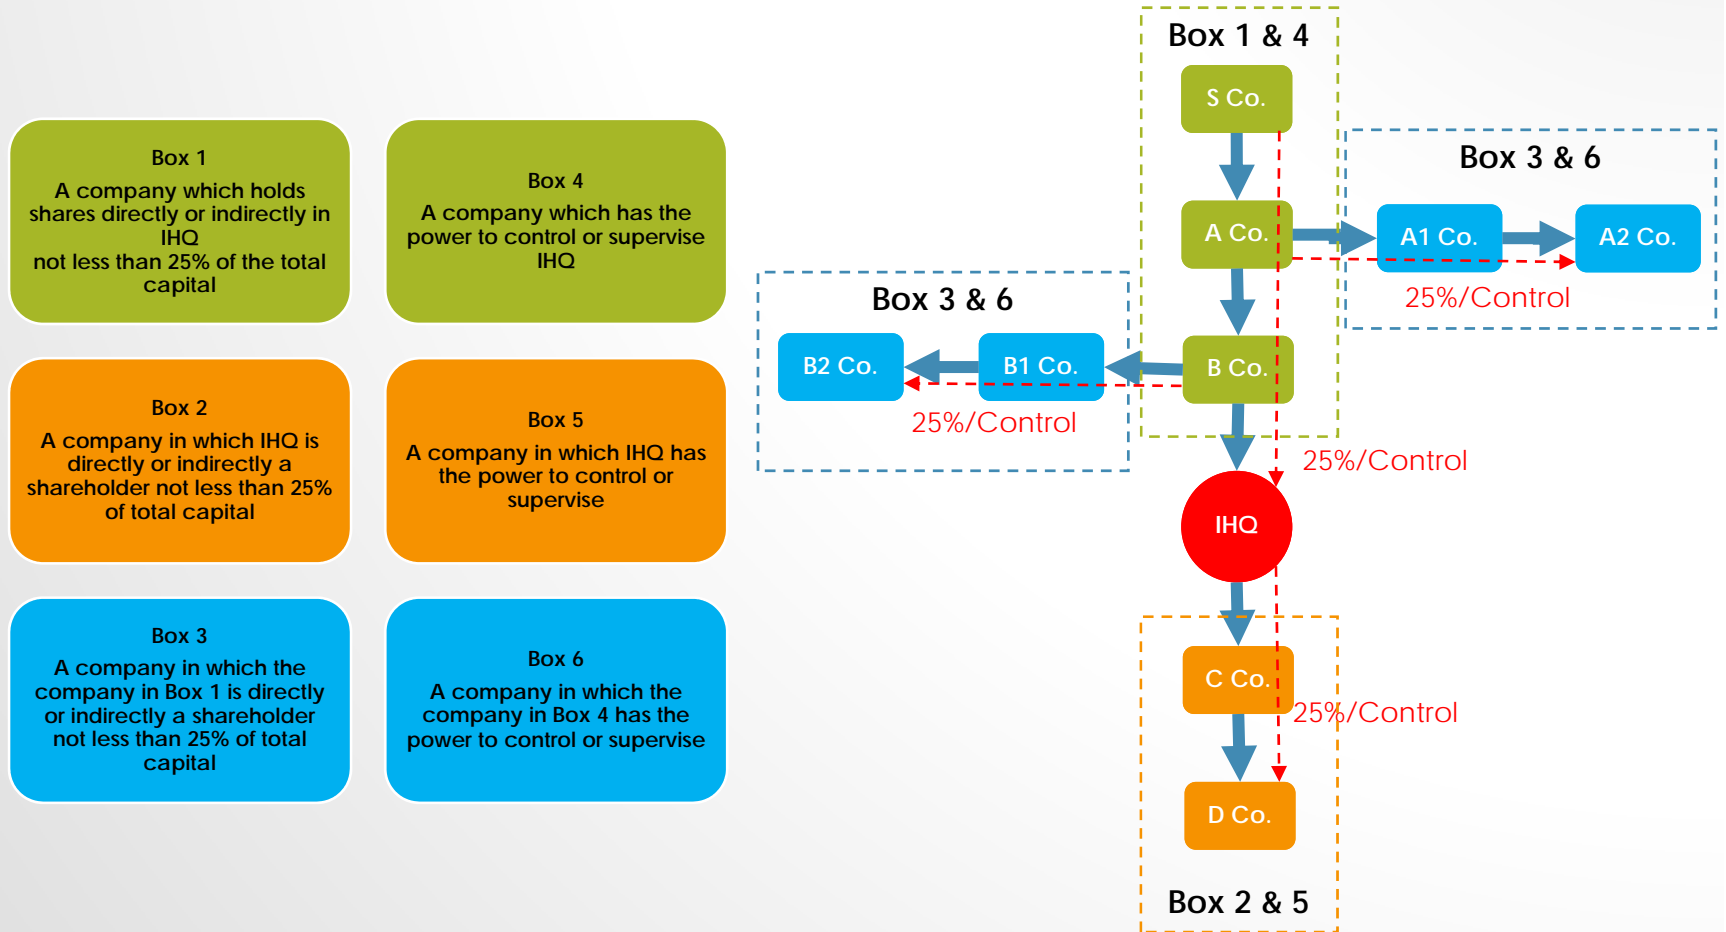 Box 1
A company which holds
shares directly or indirectly in
IHQ
not less than 25% of the total
capital
Box 4
A company which has the
power to control or supervise
IHQ
Box 2
A company in which IHQ is
directly or indirectly a
shareholder not less than 25%
of total capital
Box 5
A company in which IHQ has
the power to control or
supervise
Box 3
A company in which the
company in Box 1 is directly
or indirectly a shareholder
not less than 25% of total
capital
Box 6
A company in which the
company in Box 4 has the
power to control or supervise
Box 1 & 4
S Co.
Box 3 & 6
A Co.
A1 Co.
A2 Co.
25%/Control
Box 3 & 6
B2 Co.
B1 Co.
B Co.
25%/Control
25%/Control
IHQ
C Co.
25%/Control
D Co.
Box 2 & 5